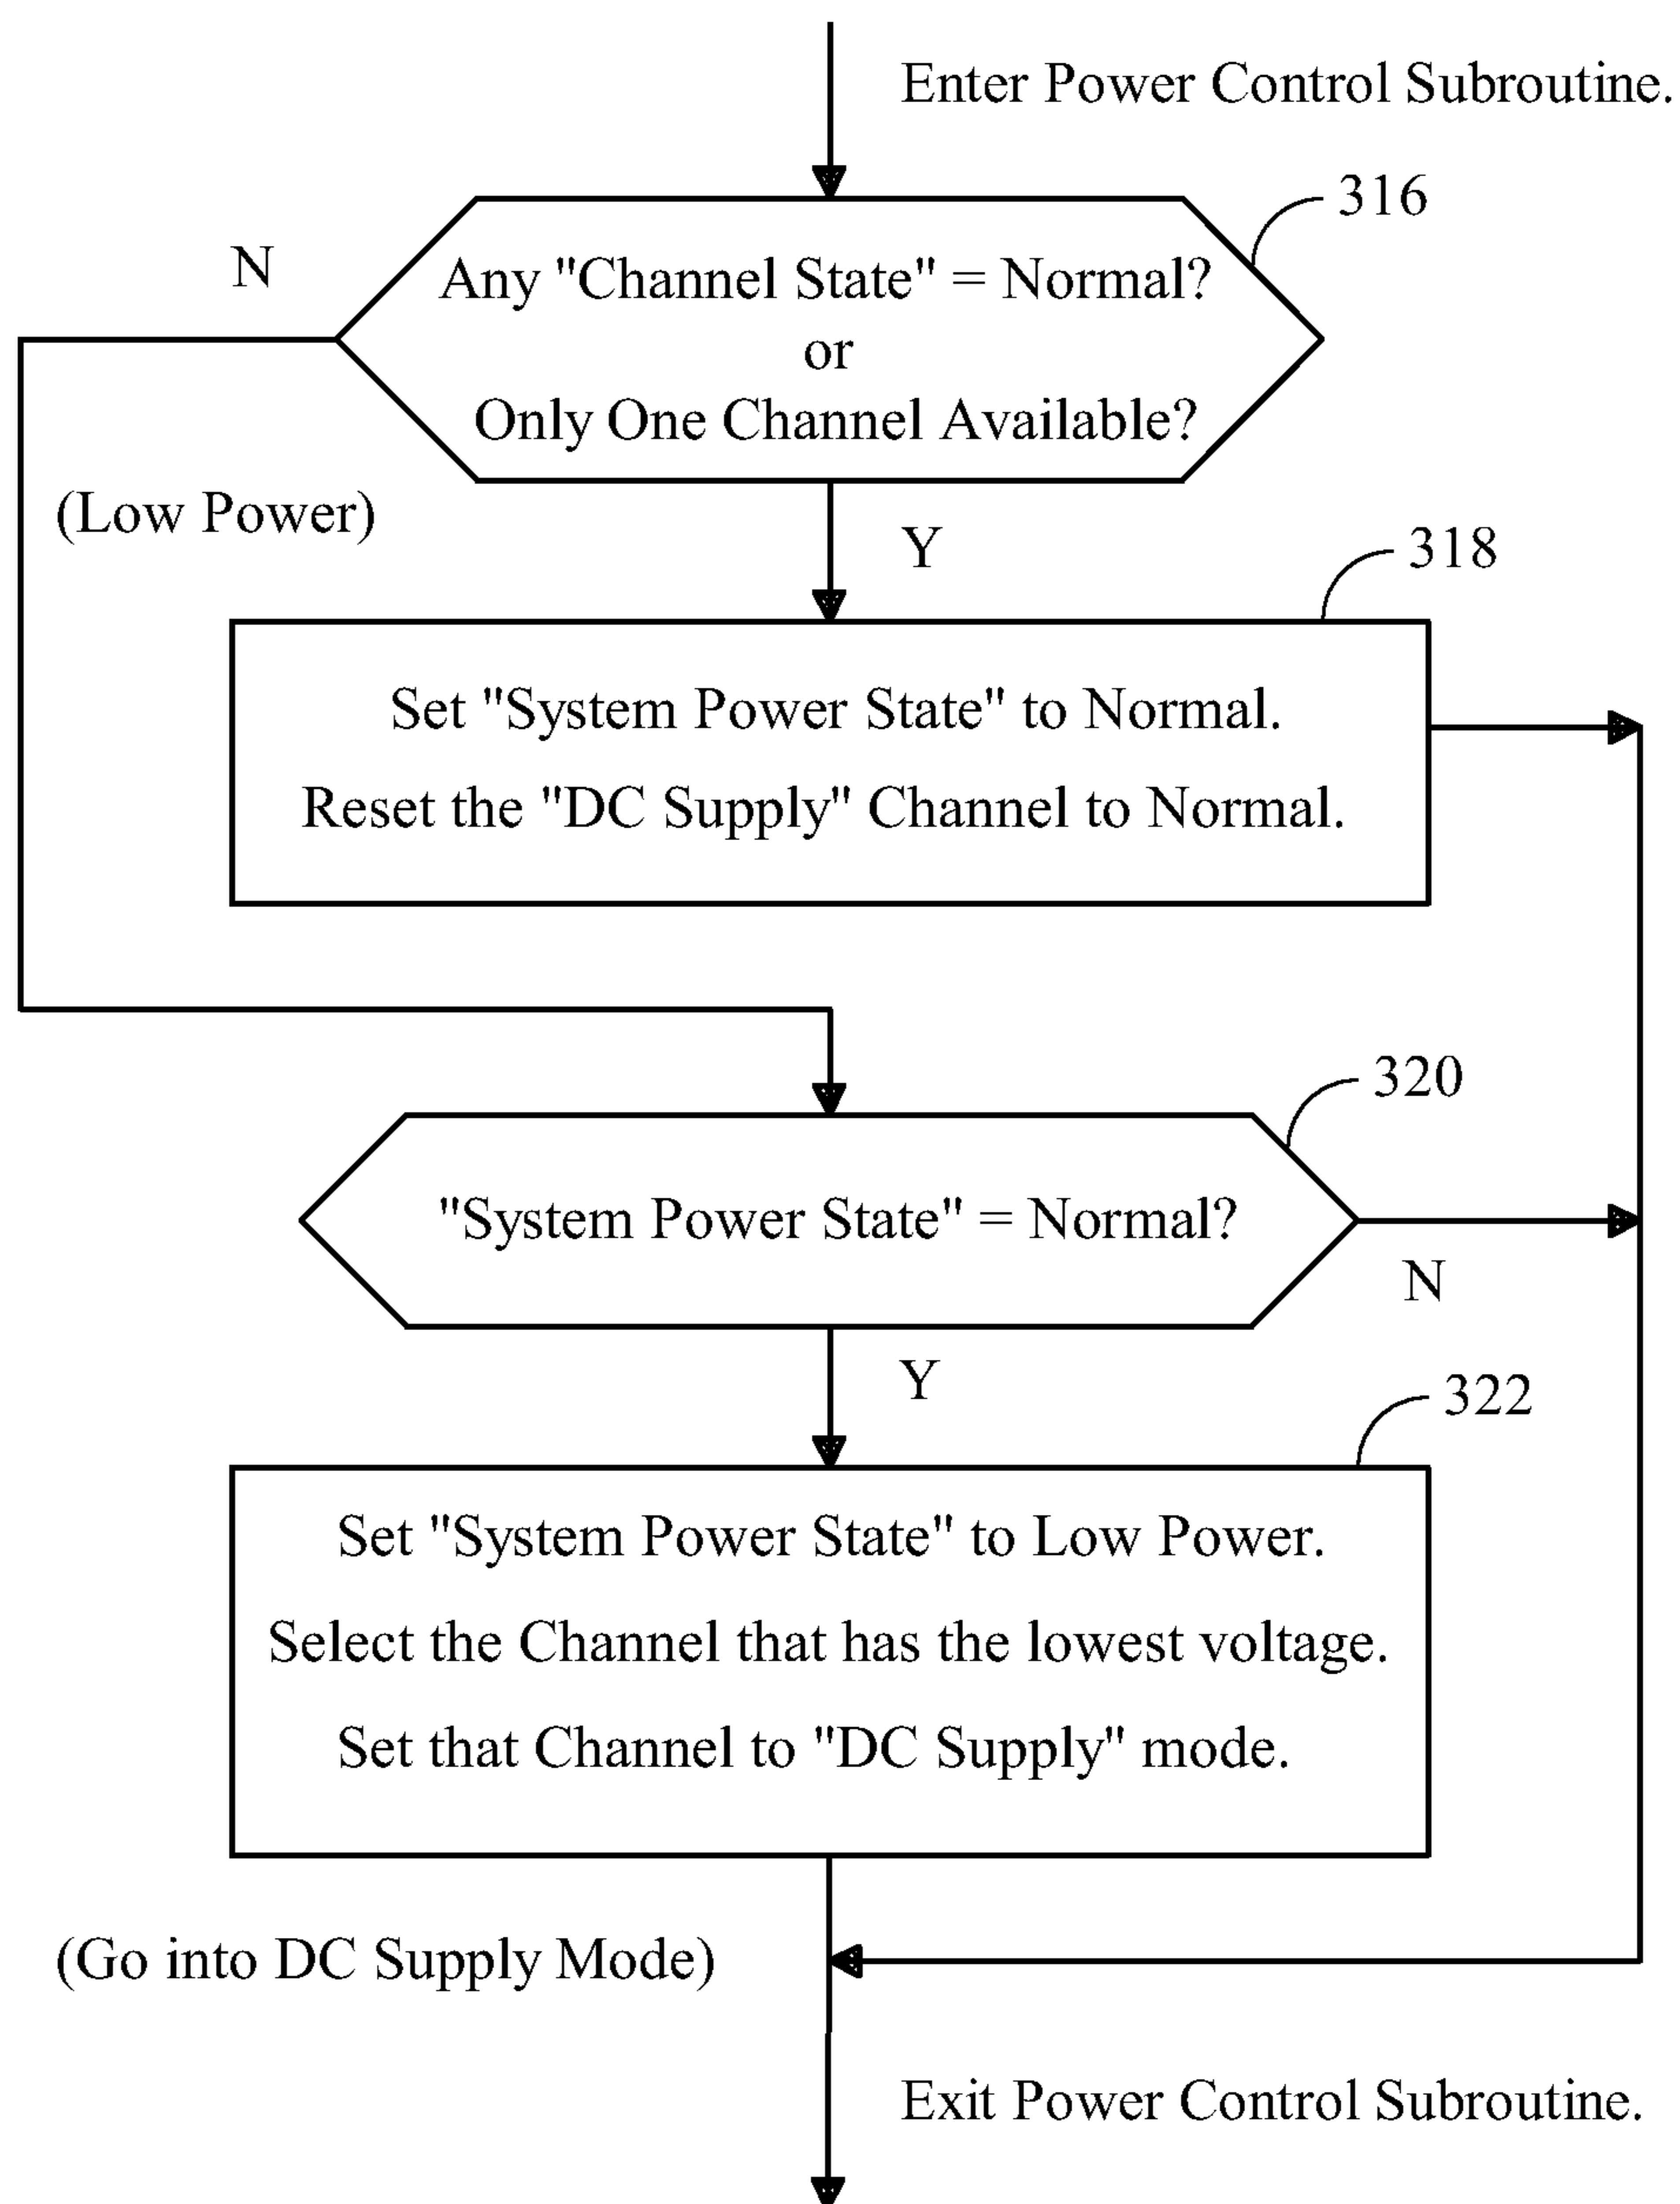 Enter Power Control Subroutine.
316
N
Any "Channel State" = Normal?
or
Only One Channel Available?
(Low Power)
Y
318
Set "System Power State" to Normal.
Reset the "DC Supply" Channel to Normal.
320
"System Power State" = Normal?
N
Y
322
Set "System Power State" to Low Power.
Select the Channel that has the lowest voltage.
Set that Channel to "DC Supply" mode.
(Go into DC Supply Mode)
Exit Power Control Subroutine.